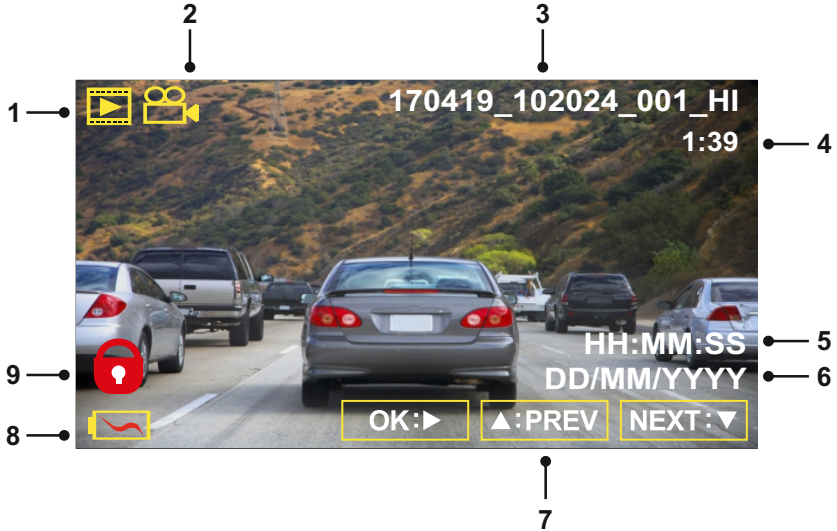 2
3
1
170419_102024_001_HI
1:39
4
HH:MM:SS
5
9
DD/MM/YYYY
6
8
OK:▶
▲:PREV
NEXT:▼
7